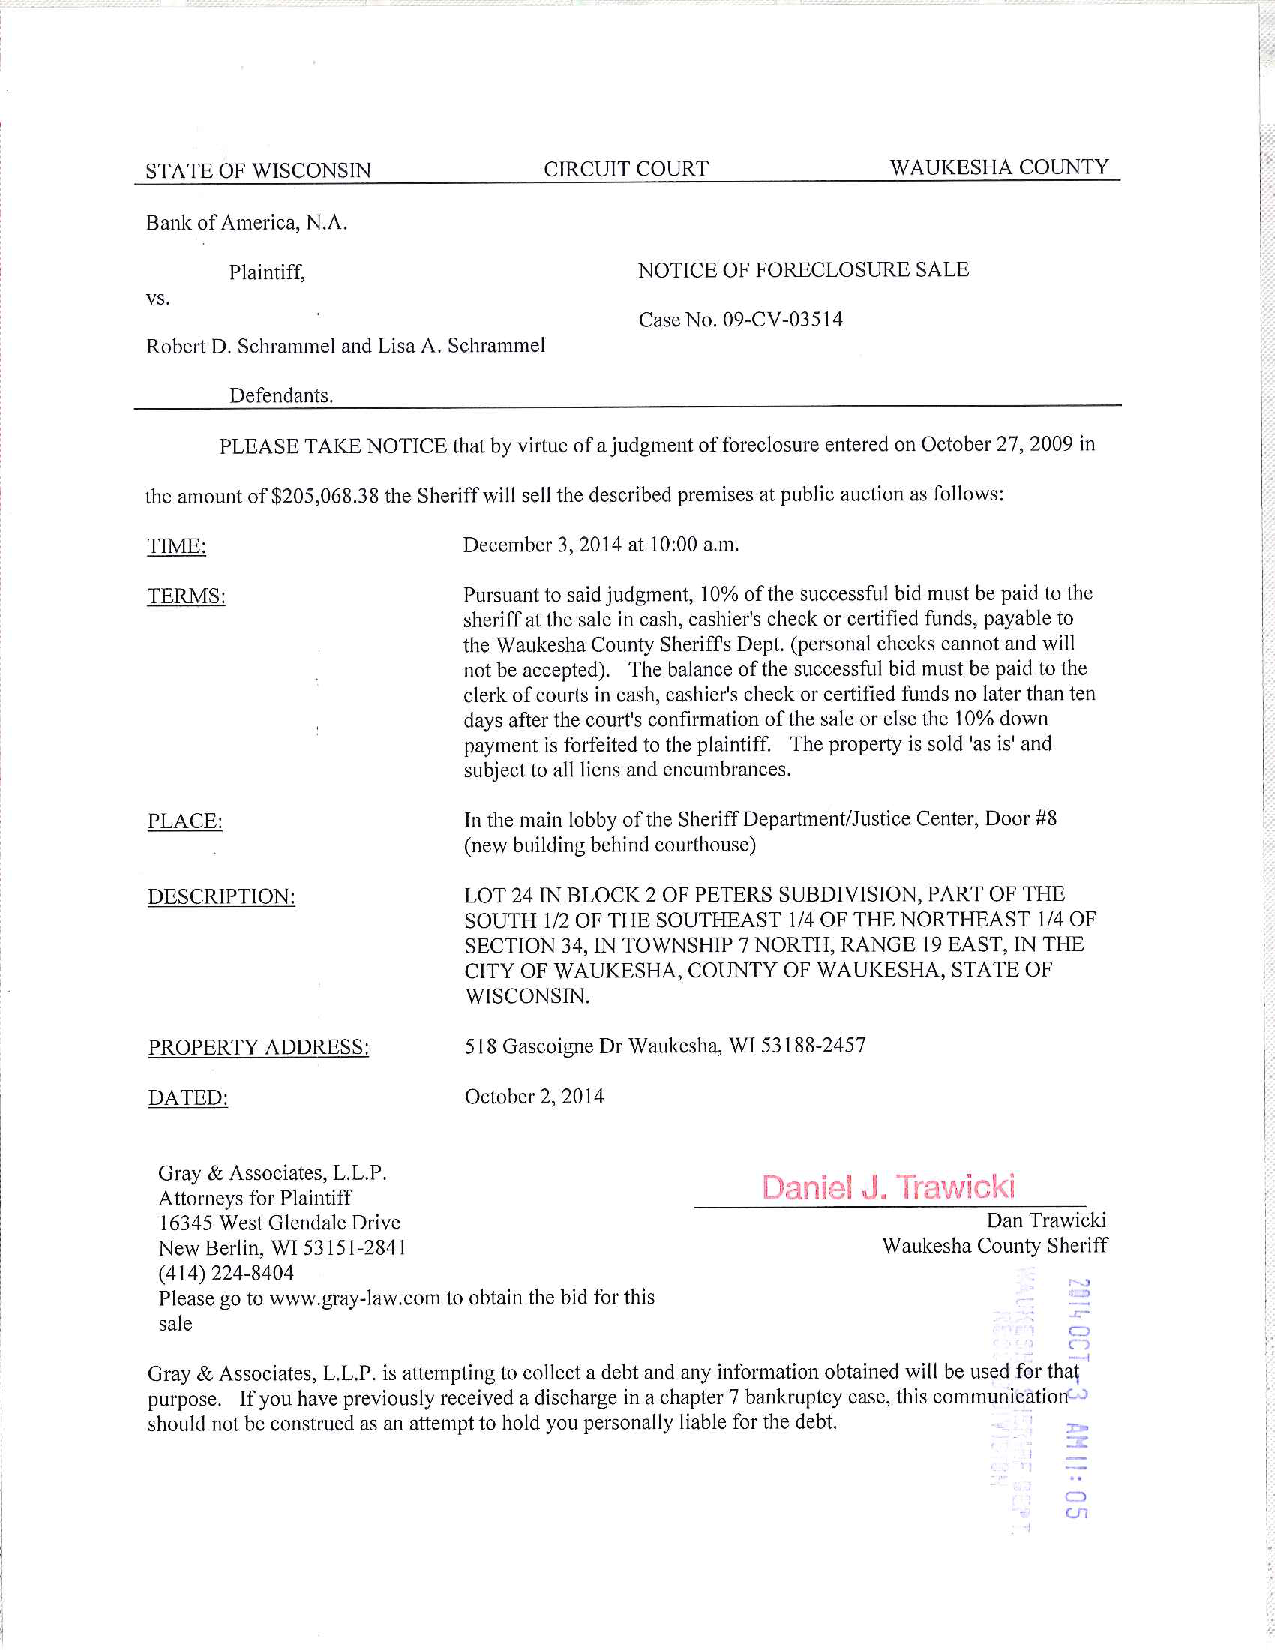 STATE OF WISCONSIN CIRCUIT COURT WAUKESHA COUNTY
Bank of America, N.A.
Plaintiff,
NOTICE OF FORECLOSURE SALE
vs.
Case No. 09-CV-03514
Robert D. Schrammel and Lisa A. Schrammel
Defendants.
PLEASE TAKE NOTICE that by virtue of a judgment of foreclosure entered on October 27, 2009 in
the amount of $205,068.38 the Sheriff will sell the described premises at public auction as follows:
TIME: December 3, 2014 at 10:00 a.m.
TERMS: Pursuant to said judgment, 10% of the successful bid must be paid to the
sheriff at the sale in cash, cashier's check or certified funds, payable to
the Waukesha County Sheriff's Dept. (personal checks cannot and will
not be accepted). The balance of the successful bid must be paid to the
clerk of courts in cash, cashier's check or certified funds no later than ten
days after the court's confirmation of the sale or else the 10% down
payment is forfeited to the plaintiff. The property is sold 'as is' and
subject to all liens and encumbrances.
PLACE: In the main lobby of the Sheriff Department/Justice Center, Door #8
(new building behind courthouse)
DESCRIPTION: LOT 24 IN BLOCK 2 OF PETERS SUBDIVISION, PART OF THE
SOUTH 1/2 OF THE SOUTHEAST 1/4 OF THE NORTHEAST 1/4 OF
SECTION 34, IN TOWNSHIP 7 NORTH, RANGE 19 EAST, IN THE
CITY OF WAUKESHA, COUNTY OF WAUKESHA, STATE OF
WISCONSIN.
PROPERTY ADDRESS: 518 Gascoigne Dr Waukesha, WI 53188-2457
DATED: October 2, 2014
Gray & Associates, L.L.P.
Attorneys for Plaintiff
16345 West Glendale Drive
New Berlin, WI 53151-2841
(414) 224-8404
Please go to www.gray-law.com to obtain the bid for this
sale
Daniel J. Trawicki
Dan Trawicki
Waukesha County Sheriff
Gray & Associates, L.L.P. is attempting to collect a debt and any information obtained will be used for that
purpose. If you have previously received a discharge in a chapter 7 bankruptcy case, this communication
should not be construed as an attempt to hold you personally liable for the debt.
2014 OCT -3 AM 11:05